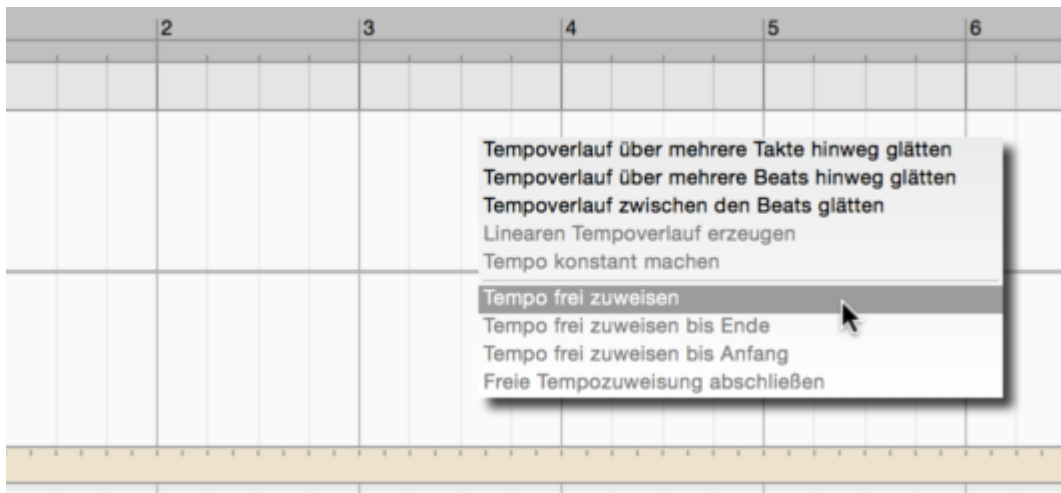 2 3 4 5 6
Tempoverlauf über mehrere Takte hinweg glätten
Tempoverlauf über mehrere Beats hinweg glätten
Tempoverlauf zwischen den Beats glätten
Linearen Tempoverlauf erzeugen
Tempo konstant machen
Tempo frei zuweisen
Tempo frei zuweisen bis Ende
Tempo frei zuweisen bis Anfang
Freie Tempozuweisung abschließen